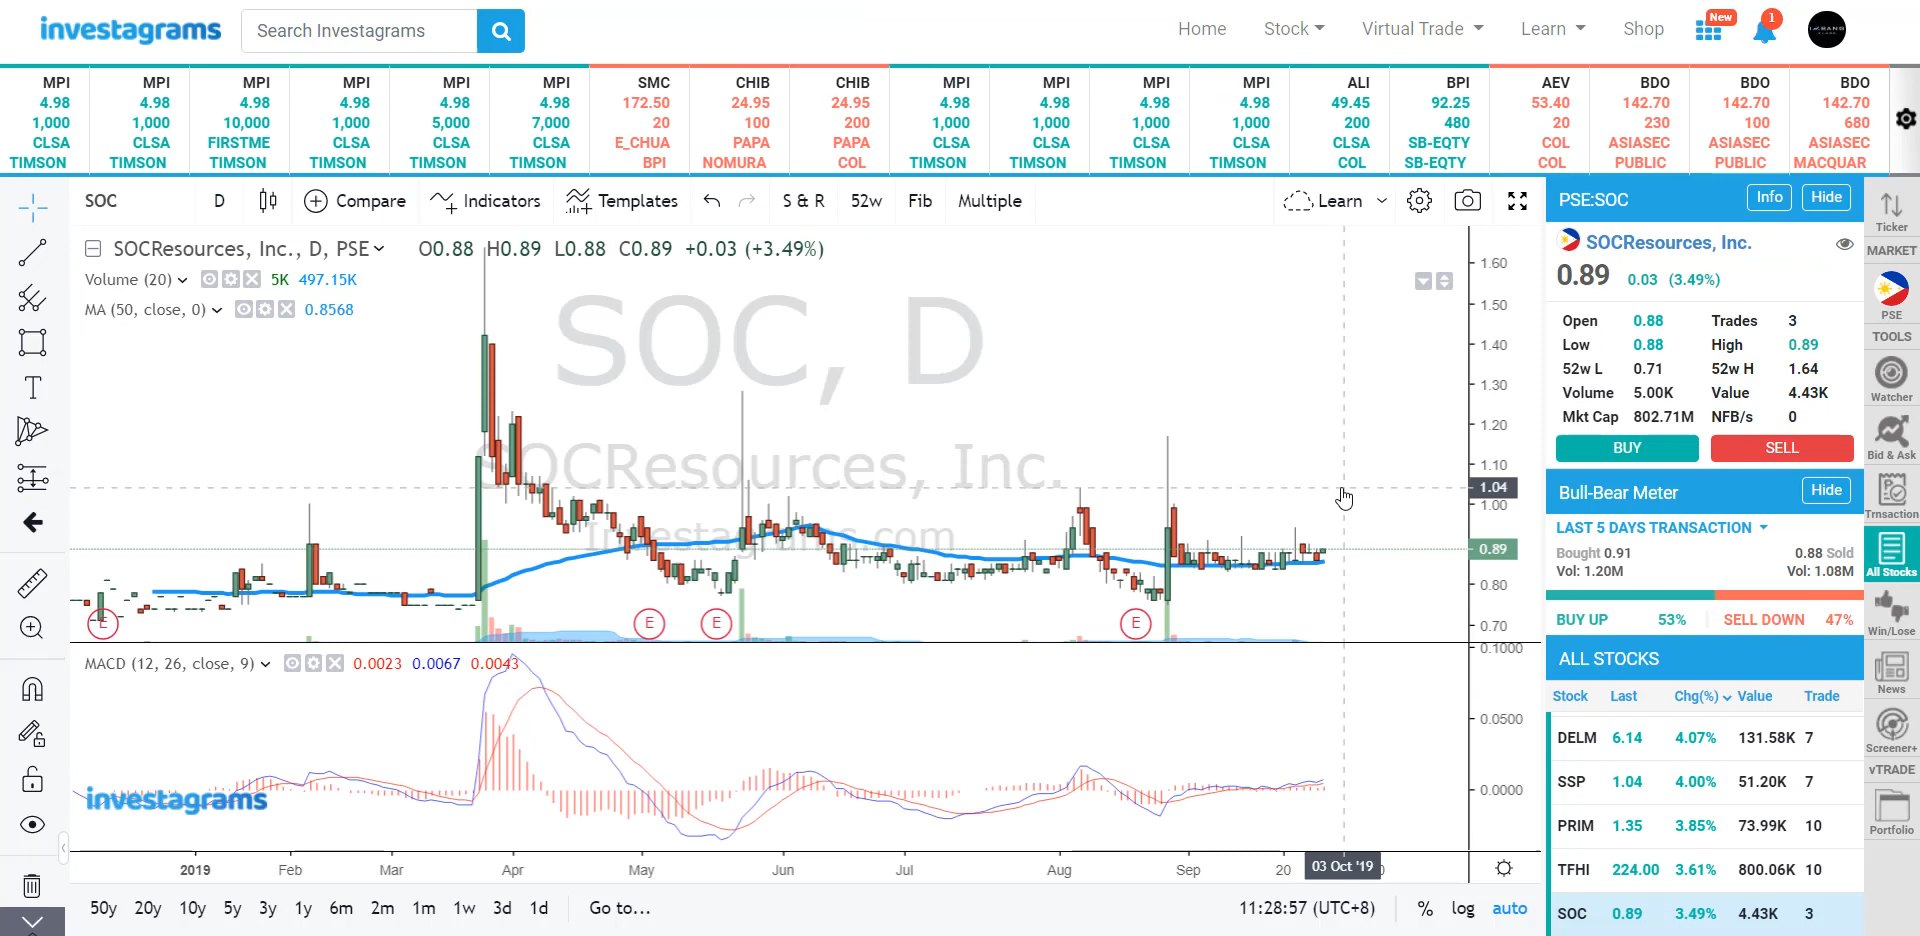 investagrams
Search Investagrams
Home
Stock
Virtual Trade
Learn
Shop
New
1
MPI MPI MPI MPI MPI MPI SMC CHIB CHIB MPI MPI MPI MPI ALI BPI AEV BDO BDO BDO
4.98 4.98 4.98 4.98 4.98 4.98 172.50 24.95 24.95 4.98 4.98 4.98 4.98 49.45 92.25 53.40 142.70 142.70 142.70
1,000 1,000 10,000 1,000 5,000 7,000 20 100 200 1,000 1,000 1,000 1,000 200 480 20 230 100 680
CLSA CLSA FIRSTME CLSA CLSA CLSA E_CHUA PAPA PAPA CLSA CLSA CLSA CLSA CLSA SB-EQTY COL ASIASEC ASIASEC ASIASEC
TIMSON TIMSON TIMSON TIMSON TIMSON TIMSON BPI NOMURA COL TIMSON TIMSON TIMSON TIMSON COL SB-EQTY COL PUBLIC PUBLIC MACQUAR
SOC D Compare Indicators Templates S & R 52w Fib Multiple Learn
SOCResources, Inc., D, PSE O0.88 H0.89 L0.88 C0.89 +0.03 (+3.49%)
Volume (20) 5K 497.15K
MA (50, close, 0) 0.8568
SOC, D
SOCResources, Inc.
Investagrams.com
1.60
1.50
1.40
1.30
1.20
1.10
1.04
1.00
0.89
0.80
0.70
E E E E
MACD (12, 26, close, 9) 0.0023 0.0067 0.0043
0.1000
0.0500
0.0000
investagrams
2019 Feb Mar Apr May Jun Jul Aug Sep 20 03 Oct '19
50y 20y 10y 5y 3y 1y 6m 2m 1m 1w 3d 1d Go to... 11:28:57 (UTC+8) % log auto
PSE:SOC Info Hide
SOCResources, Inc.
0.89 0.03 (3.49%)
Open 0.88 Trades 3
Low 0.88 High 0.89
52w L 0.71 52w H 1.64
Volume 5.00K Value 4.43K
Mkt Cap 802.71M NFB/s 0
BUY SELL
Bull-Bear Meter Hide
LAST 5 DAYS TRANSACTION
Bought 0.91 0.88 Sold
Vol: 1.20M Vol: 1.08M
BUY UP 53% SELL DOWN 47%
ALL STOCKS
Stock Last Chg(%) Value Trade
DELM 6.14 4.07% 131.58K 7
SSP 1.04 4.00% 51.20K 7
PRIM 1.35 3.85% 73.99K 10
TFHI 224.00 3.61% 800.06K 10
SOC 0.89 3.49% 4.43K 3
Ticker
MARKET
PSE
TOOLS
Watcher
Bid & Ask
Trnsaction
All Stocks
Win/Lose
News
Screener+
vTRADE
Portfolio